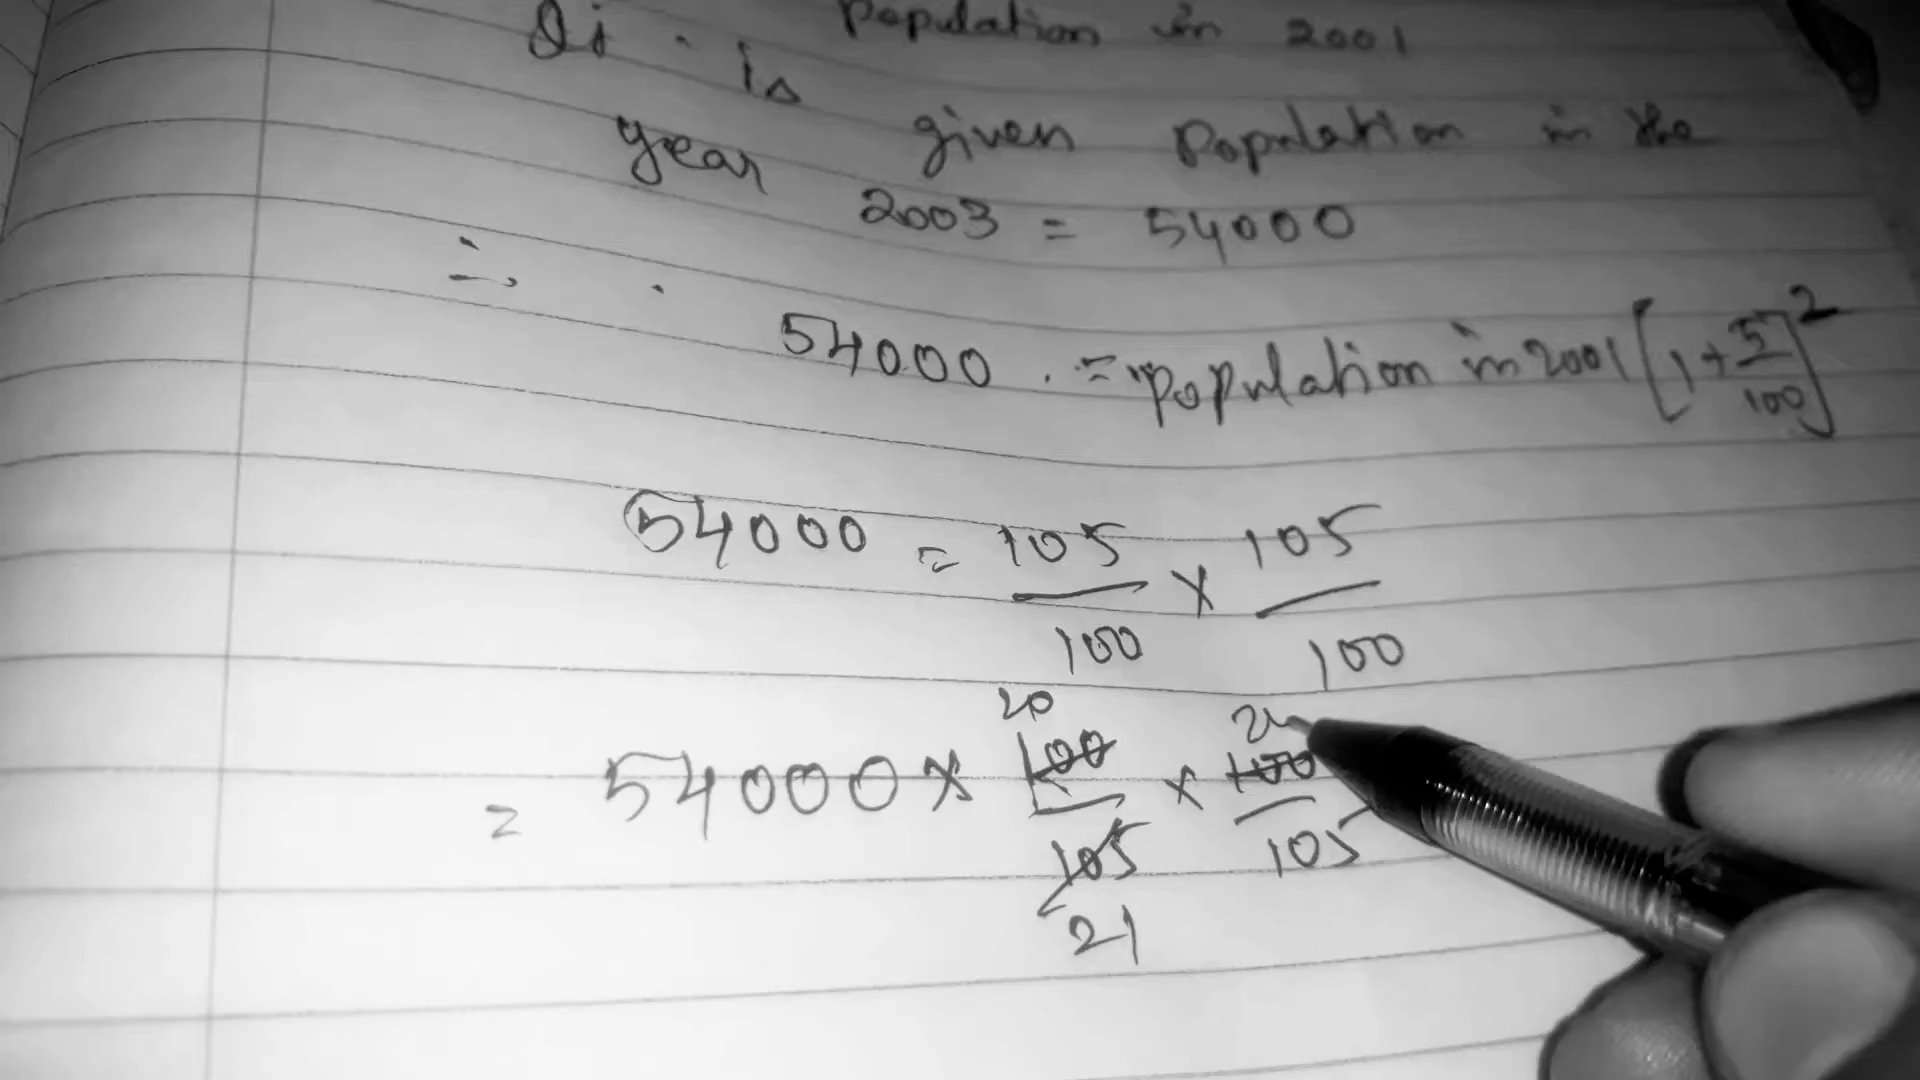 Population in 2001
It is given Population in the
year 2003 = 54000
∴ 54000 = Population in 2001 [1 + 5/100]²
54000 = 105/100 × 105/100
20
= 54000 × 100/105 × 100/105
21